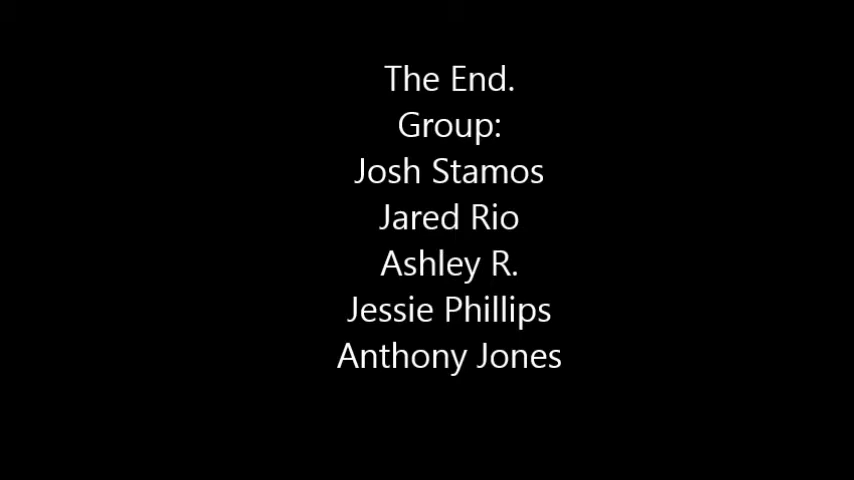 The End.
Group:
Josh Stamos
Jared Rio
Ashley R.
Jessie Phillips
Anthony Jones